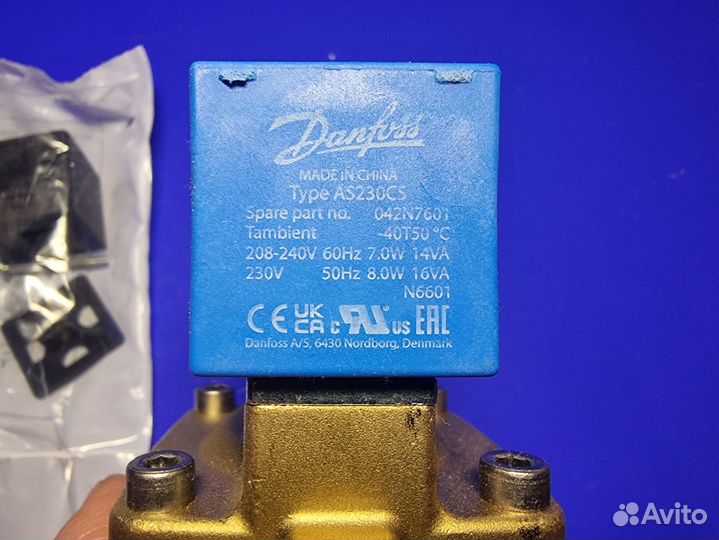 Danfoss
MADE IN CHINA
Type AS230CS
Spare part no. 042N7601
Tambient -40T50 °C
208-240V 60Hz 7.0W 14VA
230V 50Hz 8.0W 16VA
N6601
CE UK CA c RU US EAC
Danfoss A/S, 6430 Nordborg, Denmark
Avito